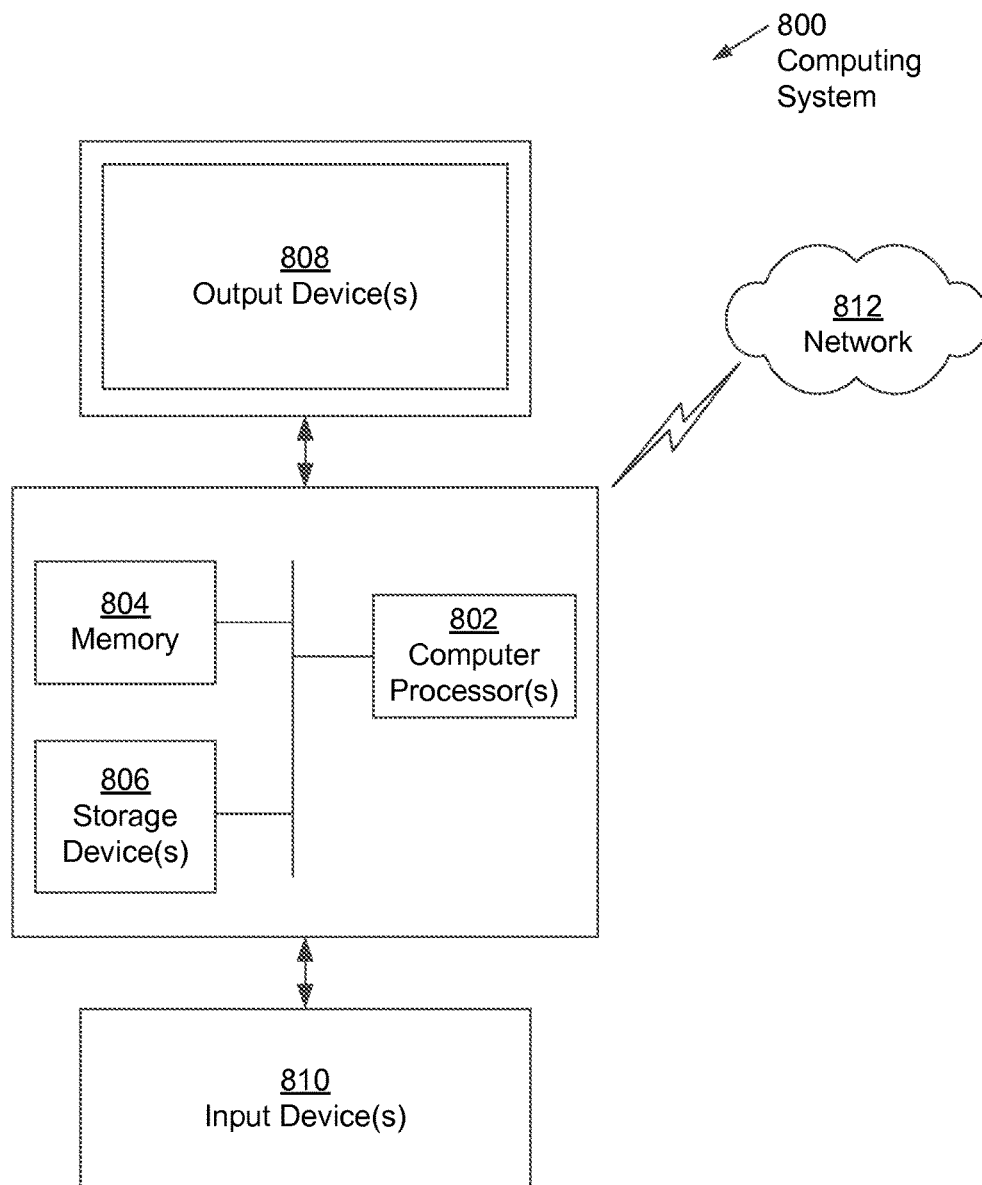 800
Computing
System
808
Output Device(s)
812
Network
804
Memory
802
Computer
Processor(s)
806
Storage
Device(s)
810
Input Device(s)